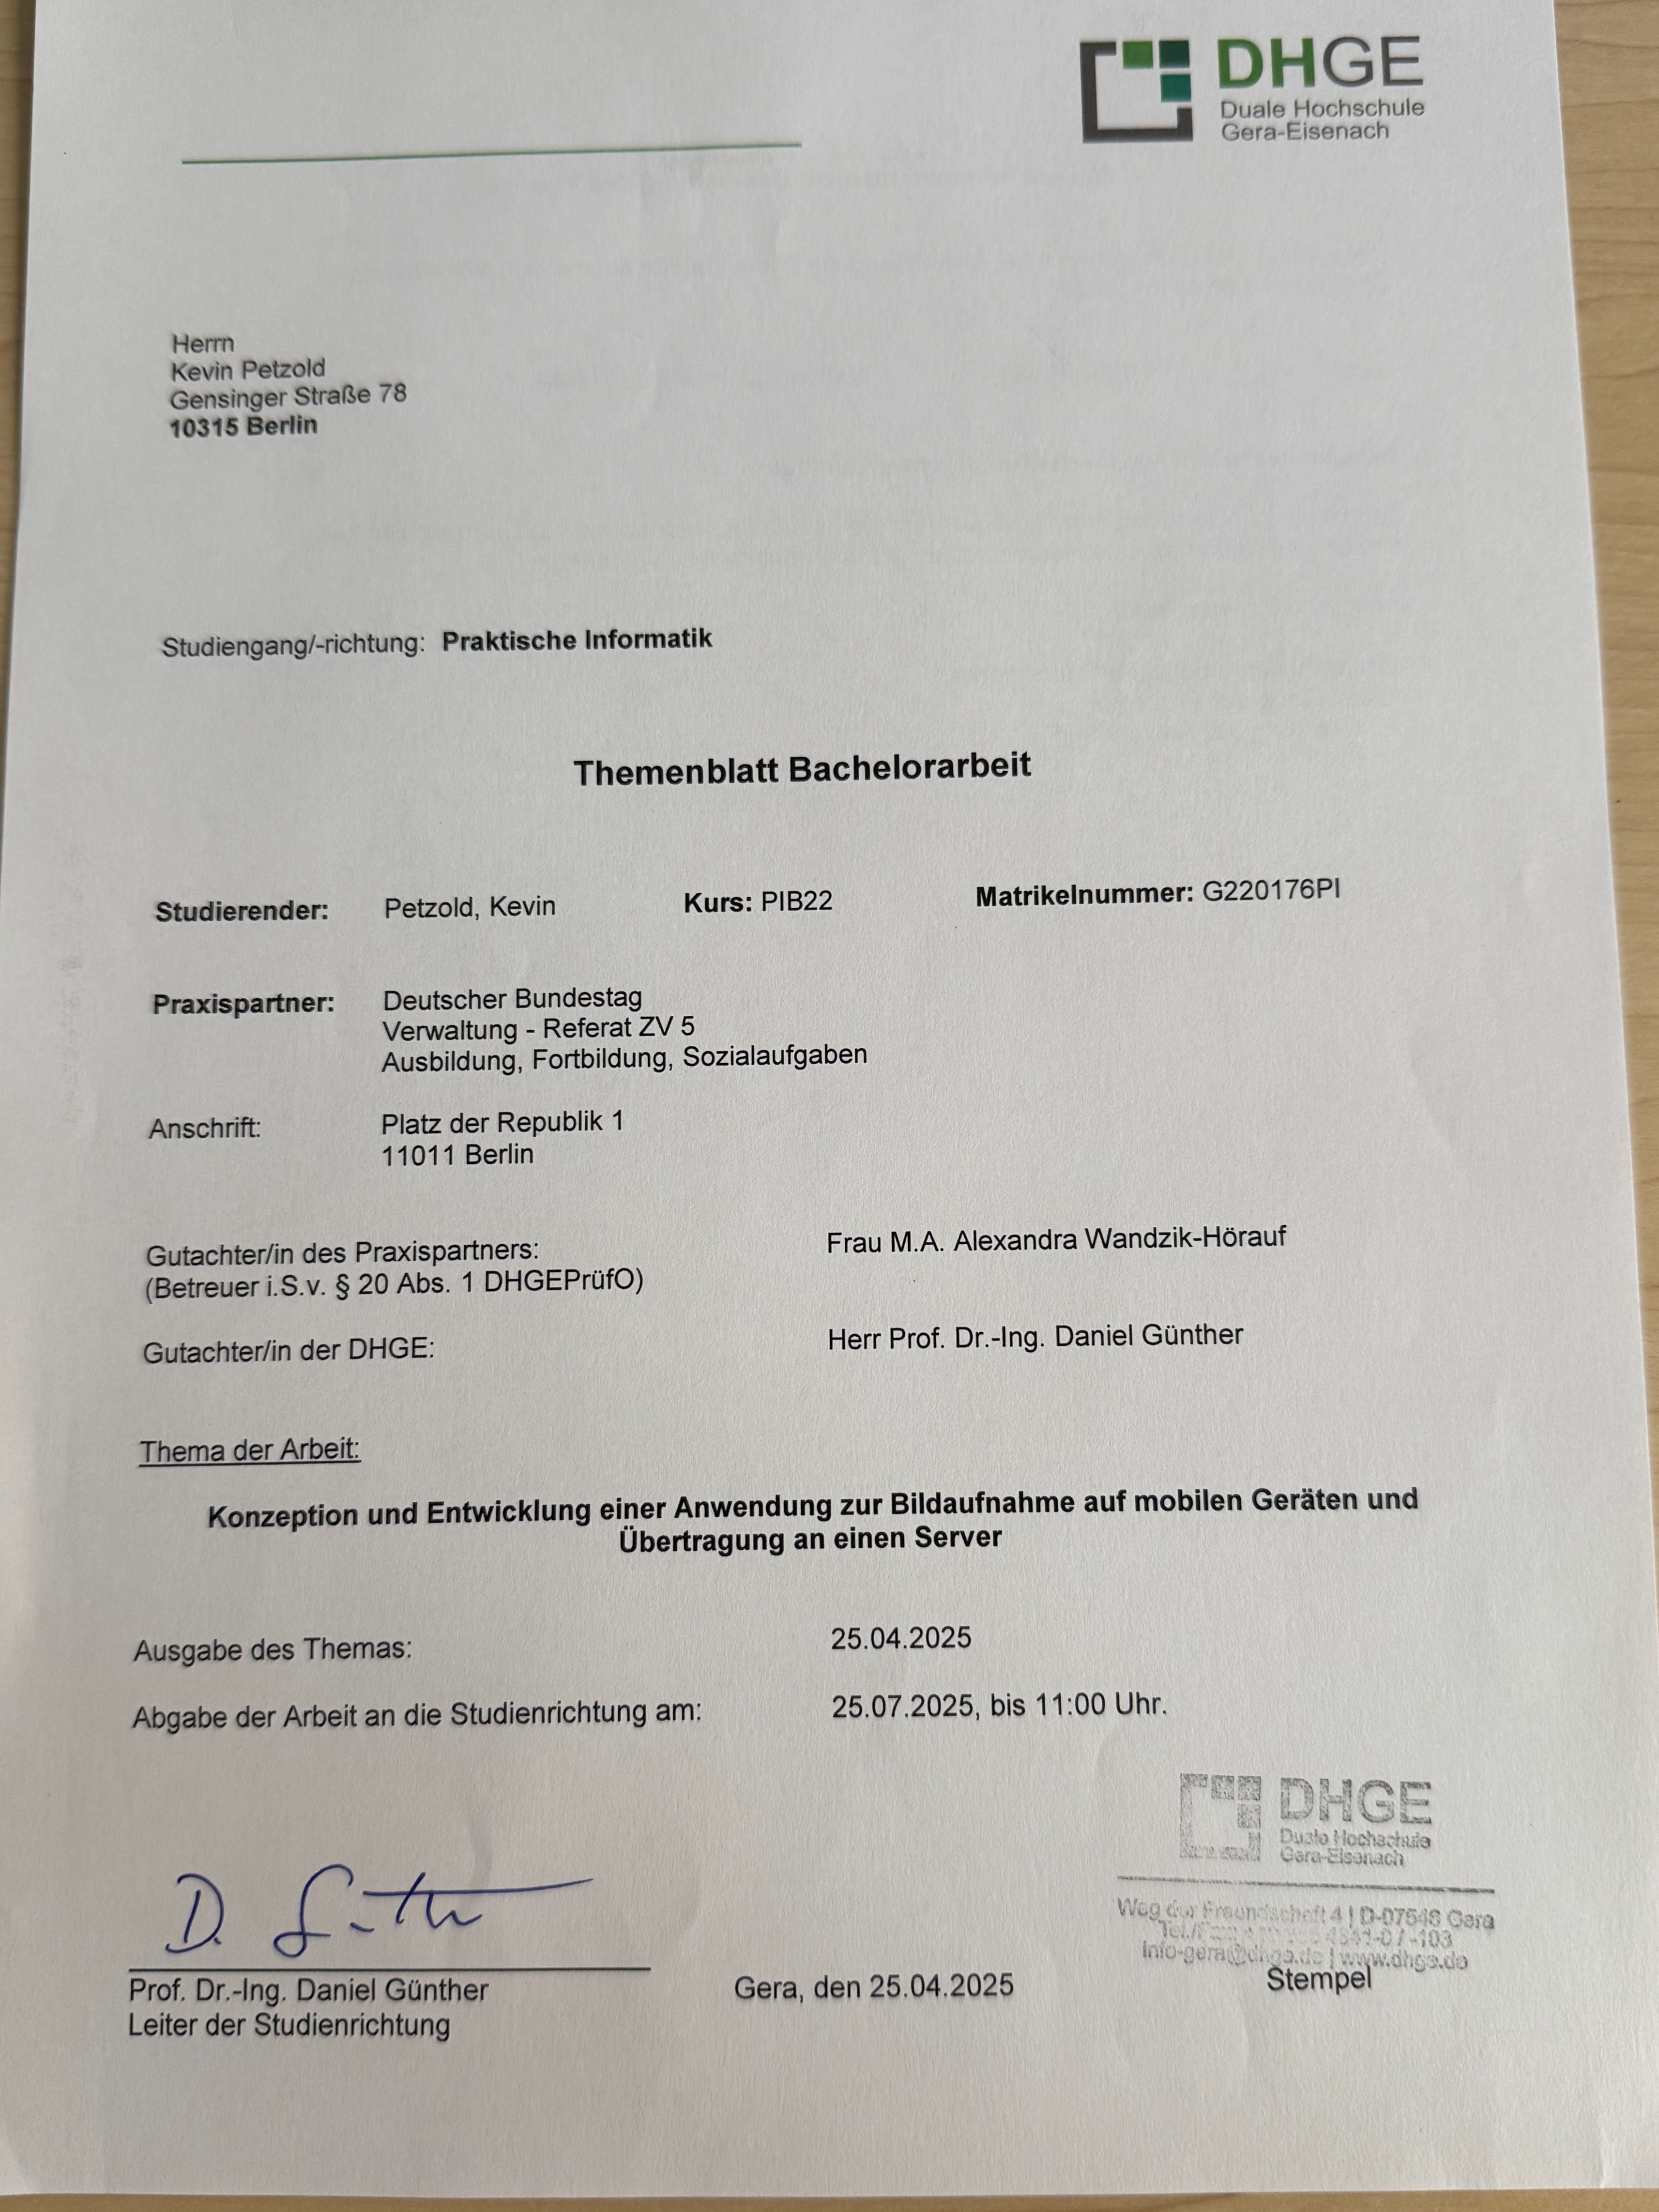 DHGE
Duale Hochschule
Gera-Eisenach
Herrn
Kevin Petzold
Gensinger Straße 78
10315 Berlin
Studiengang/-richtung: Praktische Informatik
Themenblatt Bachelorarbeit
Studierender: Petzold, Kevin Kurs: PIB22 Matrikelnummer: G220176PI
Praxispartner: Deutscher Bundestag
Verwaltung - Referat ZV 5
Ausbildung, Fortbildung, Sozialaufgaben
Anschrift: Platz der Republik 1
11011 Berlin
Gutachter/in des Praxispartners: Frau M.A. Alexandra Wandzik-Hörauf
(Betreuer i.S.v. § 20 Abs. 1 DHGEPrüfO)
Gutachter/in der DHGE: Herr Prof. Dr.-Ing. Daniel Günther
Thema der Arbeit:
Konzeption und Entwicklung einer Anwendung zur Bildaufnahme auf mobilen Geräten und
Übertragung an einen Server
Ausgabe des Themas: 25.04.2025
Abgabe der Arbeit an die Studienrichtung am: 25.07.2025, bis 11:00 Uhr.
DHGE
Duale Hochschule
Gera-Eisenach
Weg der Freundschaft 4 | D-07546 Gera
-103
info-gera@dhge.de | www.dhge.de
Stempel
Prof. Dr.-Ing. Daniel Günther Gera, den 25.04.2025
Leiter der Studienrichtung